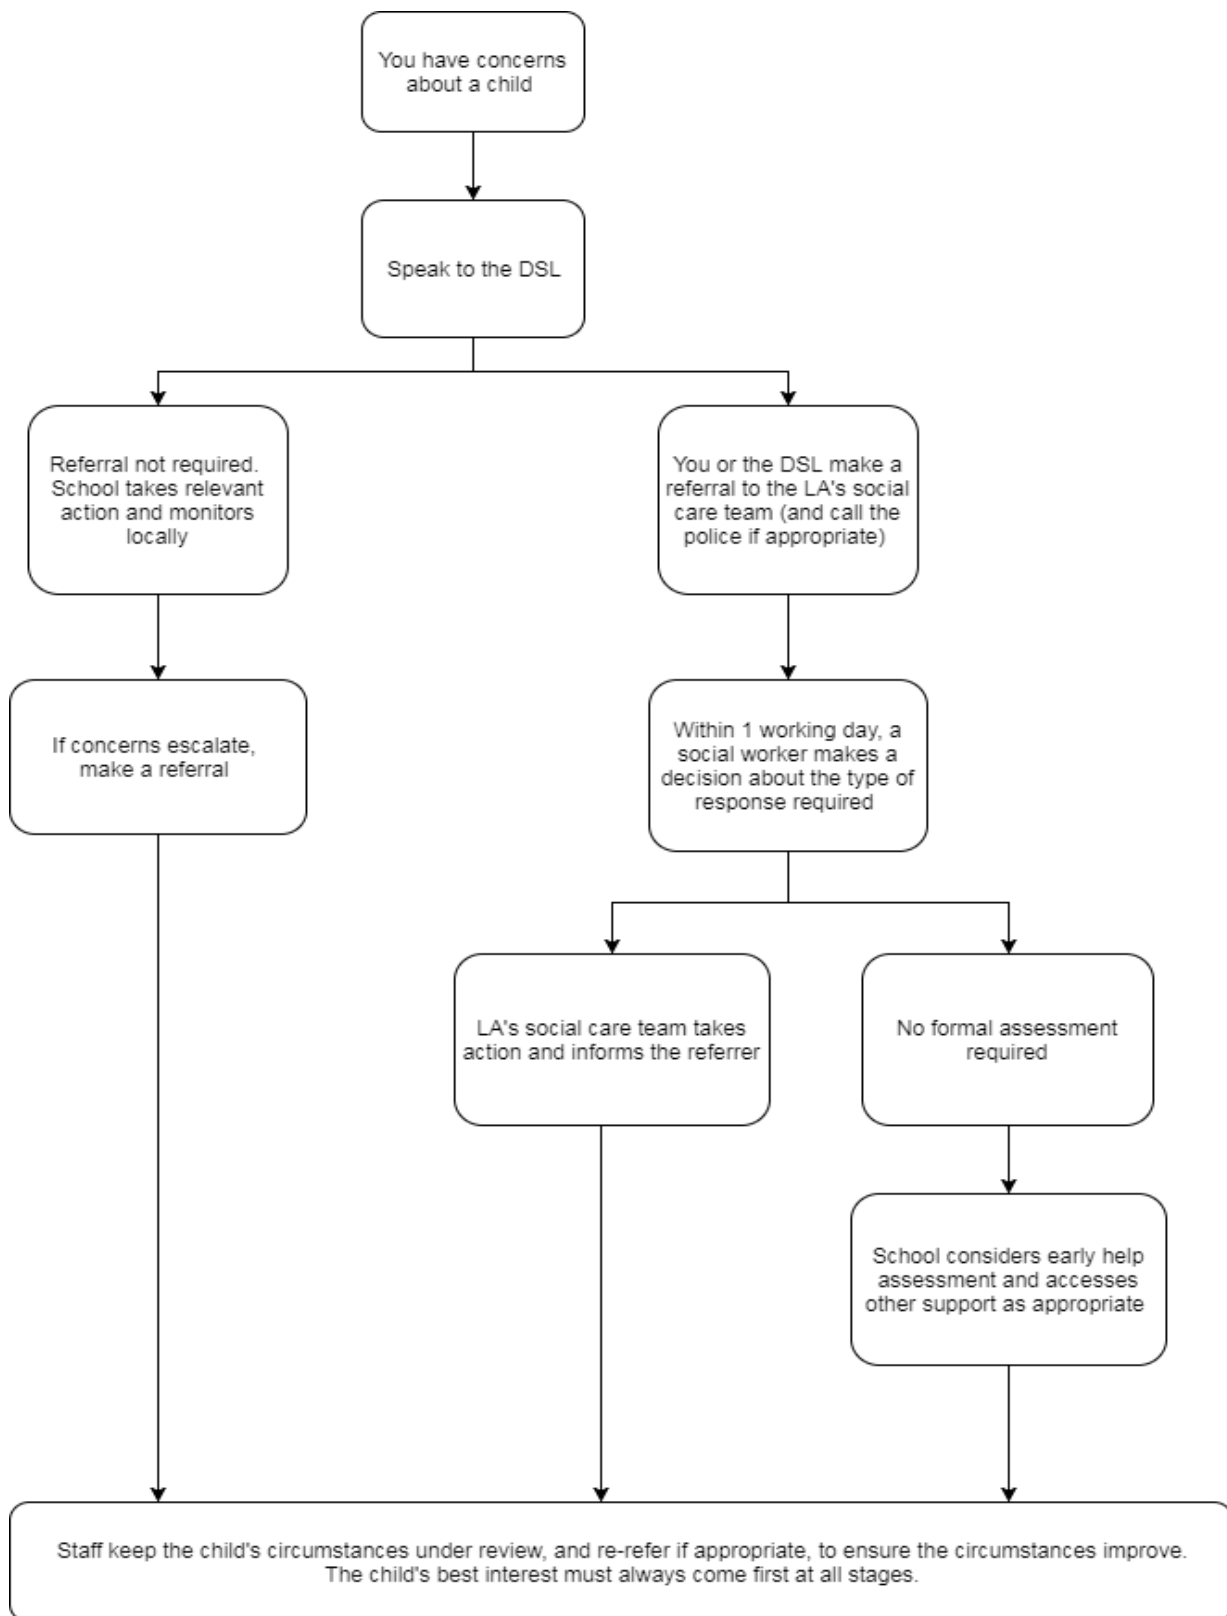 You have concerns
about a child
Speak to the DSL
Referral not required.
School takes relevant
action and monitors
locally
You or the DSL make a
referral to the LA's social
care team (and call the
police if appropriate)
If concerns escalate,
make a referral
Within 1 working day, a
social worker makes a
decision about the type of
response required
LA's social care team takes
action and informs the referrer
No formal assessment
required
School considers early help
assessment and accesses
other support as appropriate
Staff keep the child's circumstances under review, and re-refer if appropriate, to ensure the circumstances improve.
The child's best interest must always come first at all stages.